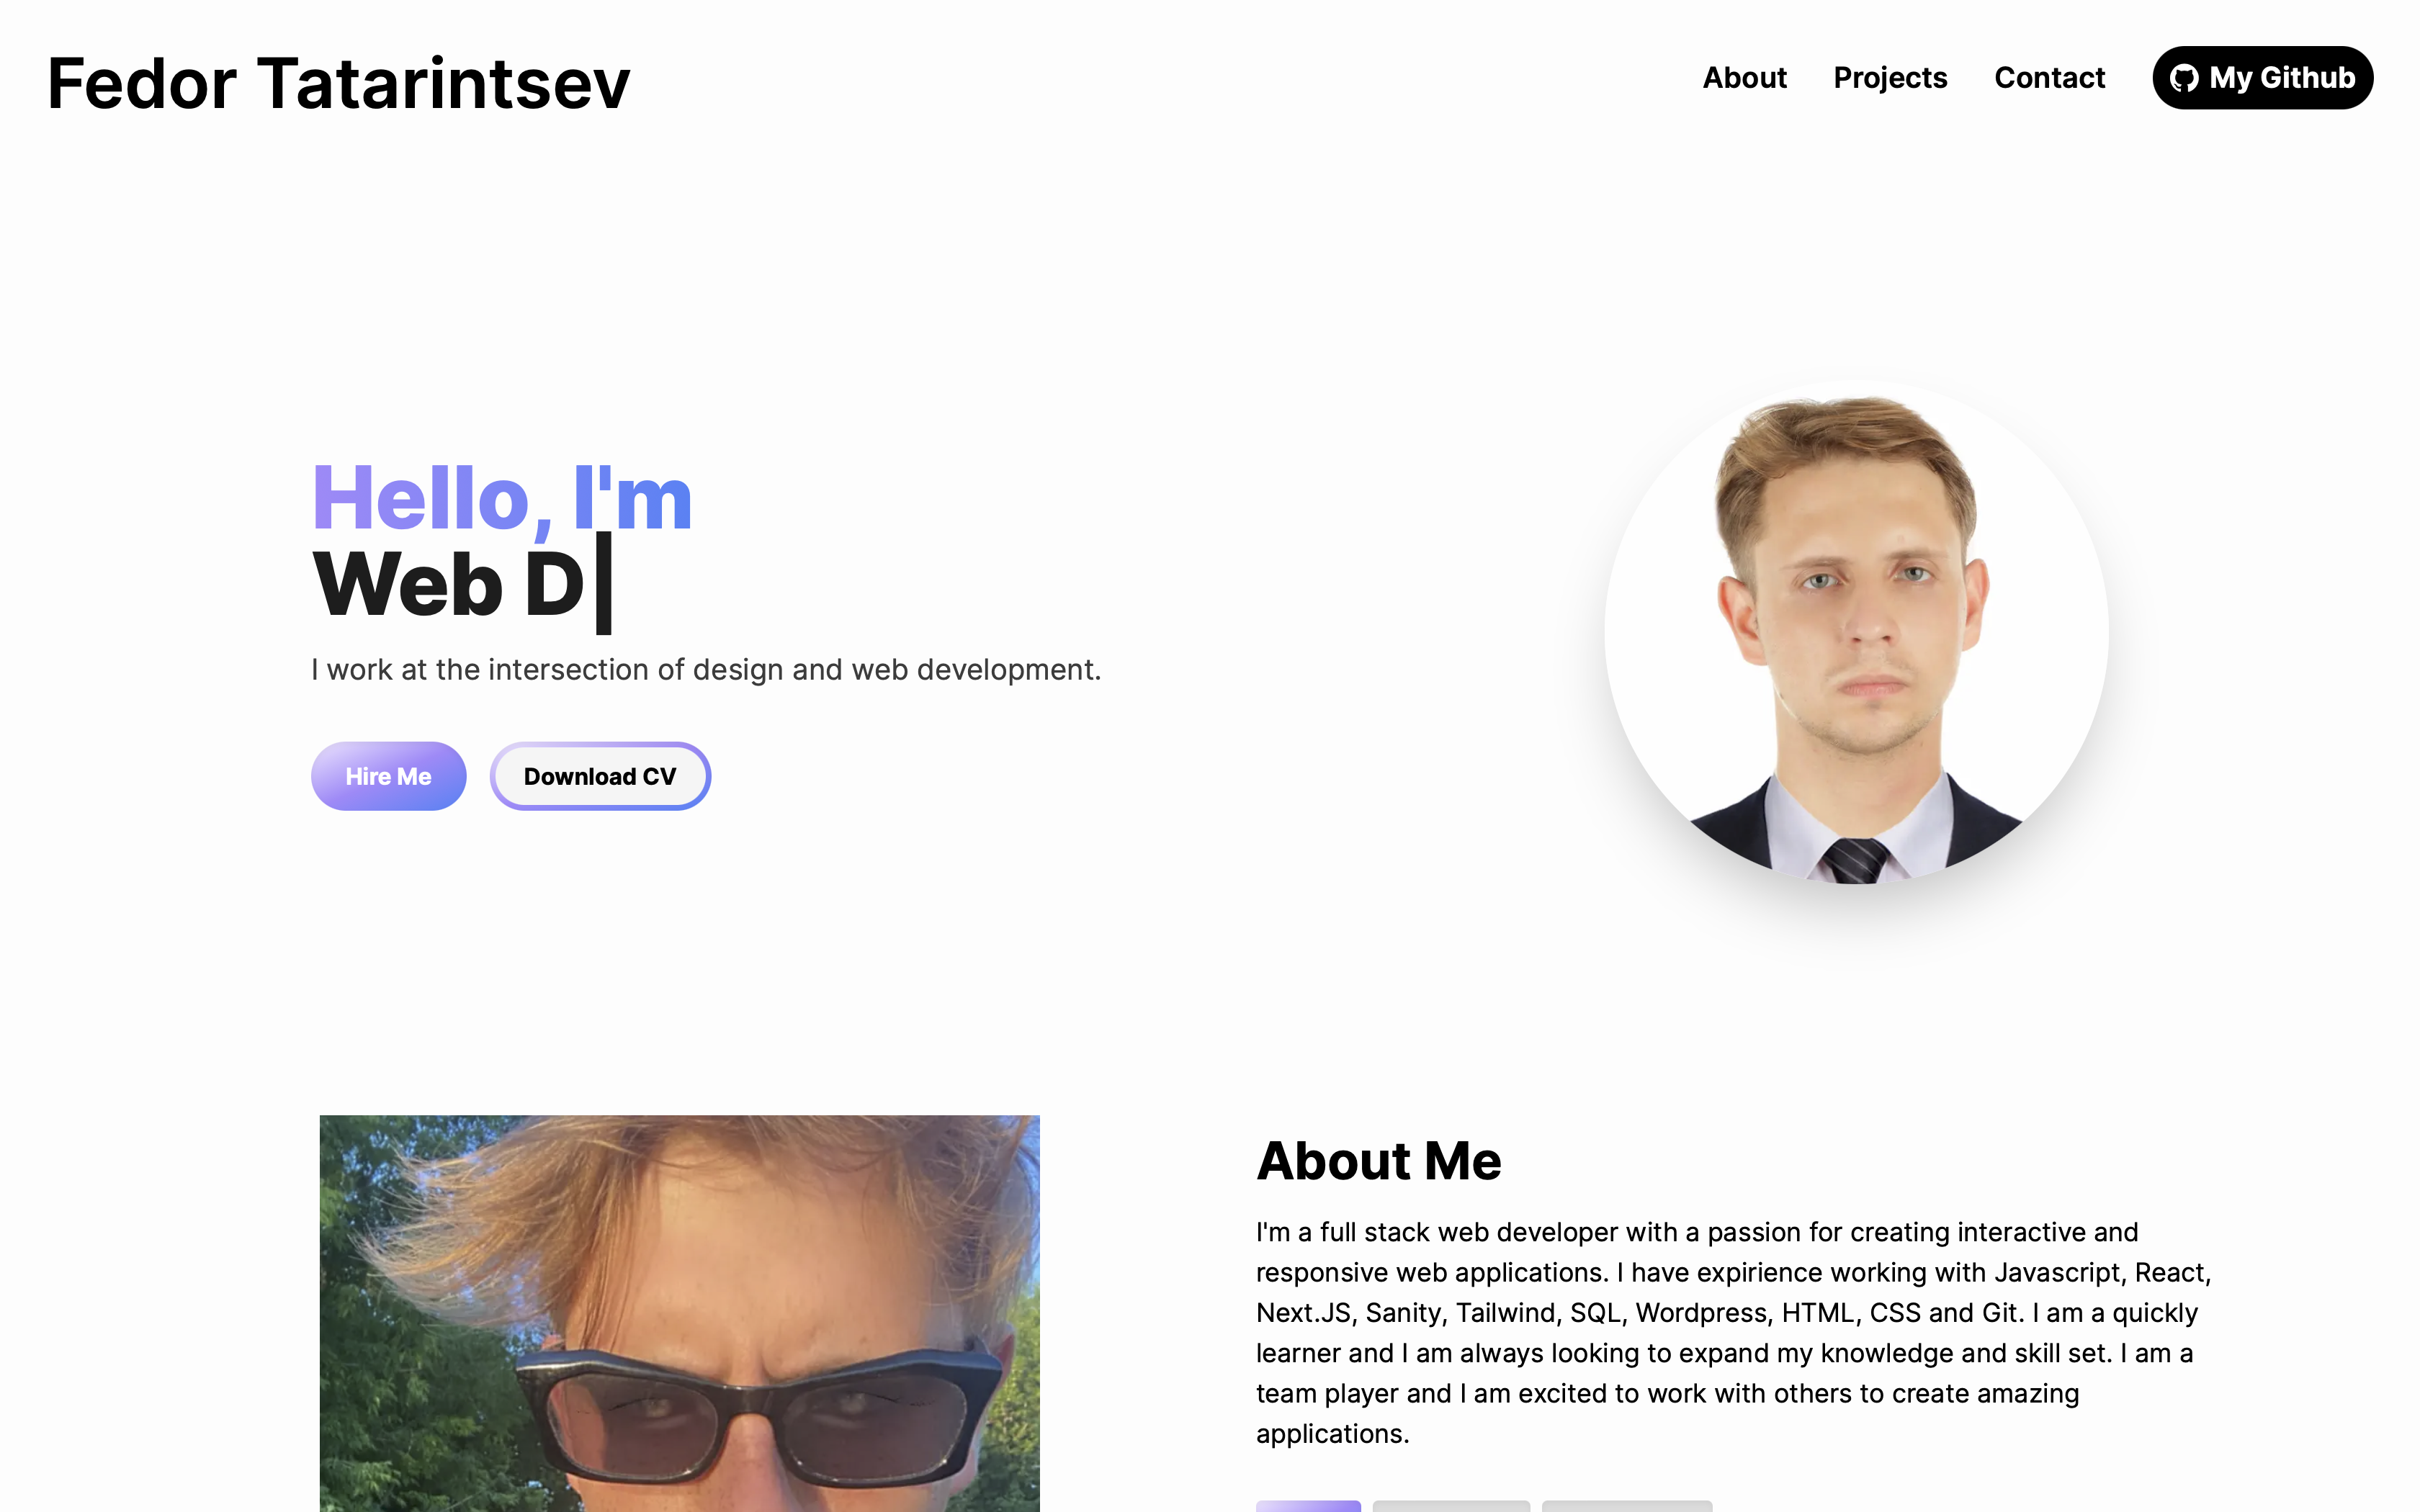 Fedor Tatarintsev
About
Projects
Contact
My Github
Hello, I'm
Web D
I work at the intersection of design and web development.
Hire Me
Download CV
About Me
I'm a full stack web developer with a passion for creating interactive and
responsive web applications. I have expirience working with Javascript, React,
Next.JS, Sanity, Tailwind, SQL, Wordpress, HTML, CSS and Git. I am a quickly
learner and I am always looking to expand my knowledge and skill set. I am a
team player and I am excited to work with others to create amazing
applications.